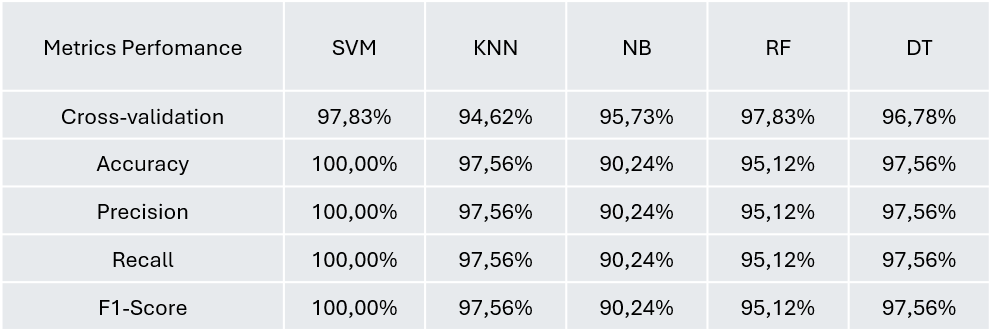 Metrics Perfomance SVM KNN NB RF DT
Cross-validation 97,83% 94,62% 95,73% 97,83% 96,78%
Accuracy 100,00% 97,56% 90,24% 95,12% 97,56%
Precision 100,00% 97,56% 90,24% 95,12% 97,56%
Recall 100,00% 97,56% 90,24% 95,12% 97,56%
F1-Score 100,00% 97,56% 90,24% 95,12% 97,56%